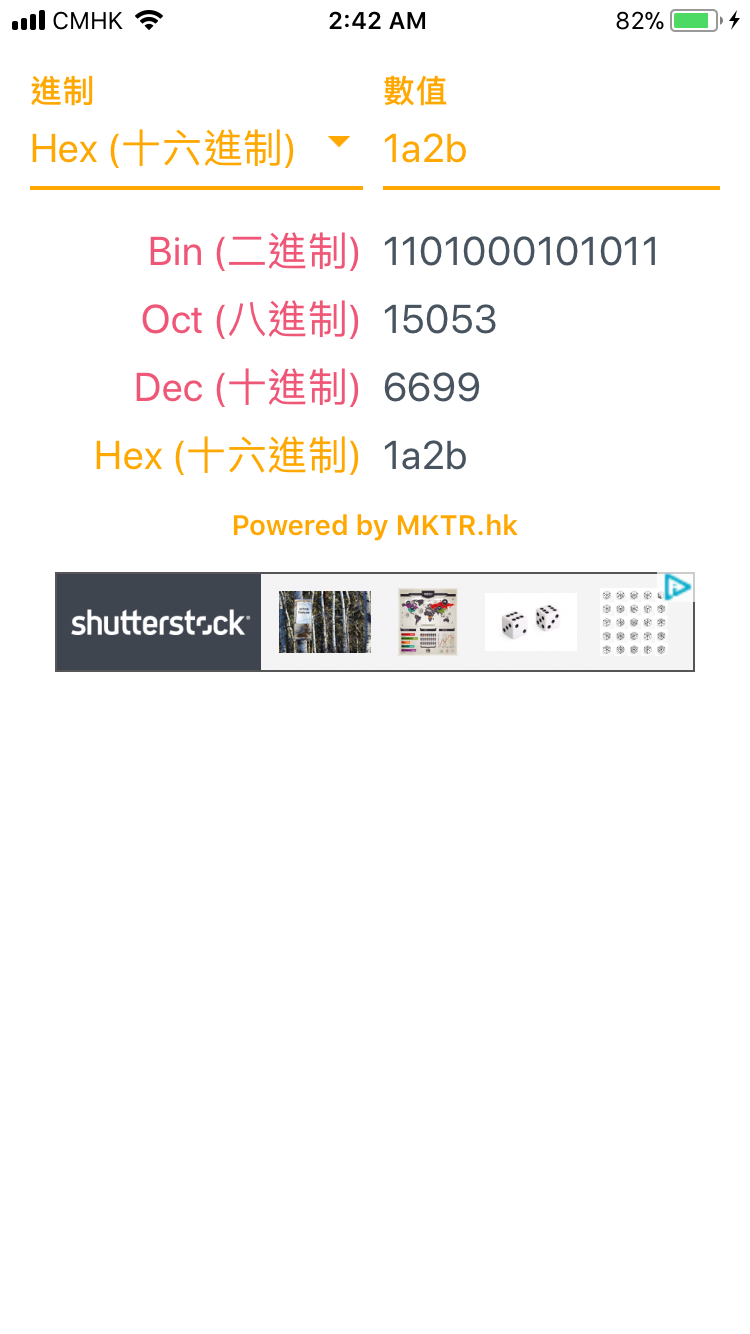 CMHK 2:42 AM 82%
進制 數值
Hex (十六進制) 1a2b
Bin (二進制) 1101000101011
Oct (八進制) 15053
Dec (十進制) 6699
Hex (十六進制) 1a2b
Powered by MKTR.hk
shutterstock